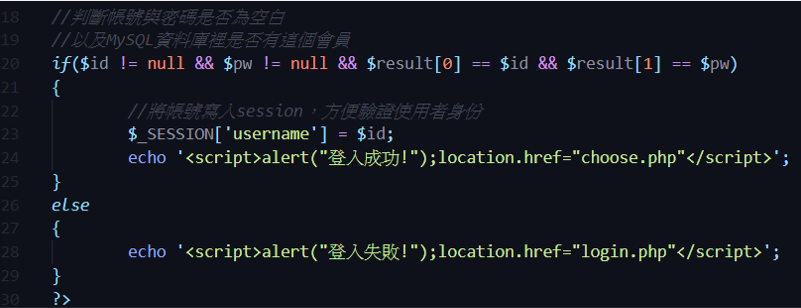 18 //判斷帳號與密碼是否為空白
19 //以及MySQL資料庫裡是否有這個會員
20 if($id != null && $pw != null && $result[0] == $id && $result[1] == $pw)
21 {
22 //將帳號寫入session，方便驗證使用者身份
23 $_SESSION['username'] = $id;
24 echo '<script>alert("登入成功!");location.href="choose.php"</script>';
25 }
26 else
27 {
28 echo '<script>alert("登入失敗!");location.href="login.php"</script>';
29 }
30 ?>